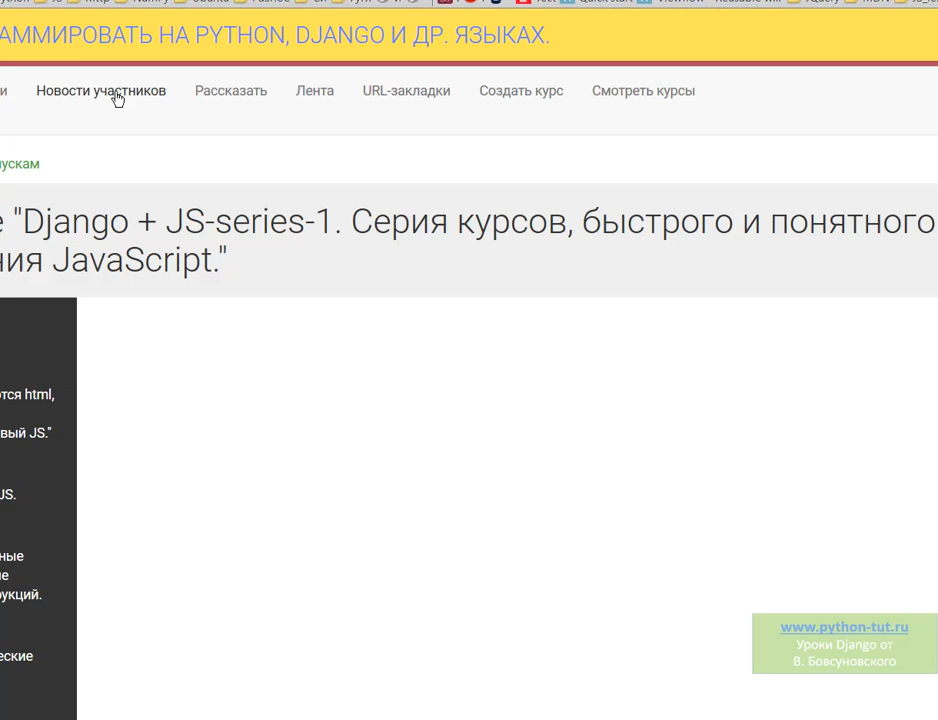 АММИРОВАТЬ НА PYTHON, DJANGO И ДР. ЯЗЫКАХ.
и Новости участников Рассказать Лента URL-закладки Создать курс Смотреть курсы
ускам
е "Django + JS-series-1. Серия курсов, быстрого и понятного
ния JavaScript."
тся html,
вый JS."
JS.
ные
ие
рукций.
еские
www.python-tut.ru
Уроки Django от
В. Бовсуновского